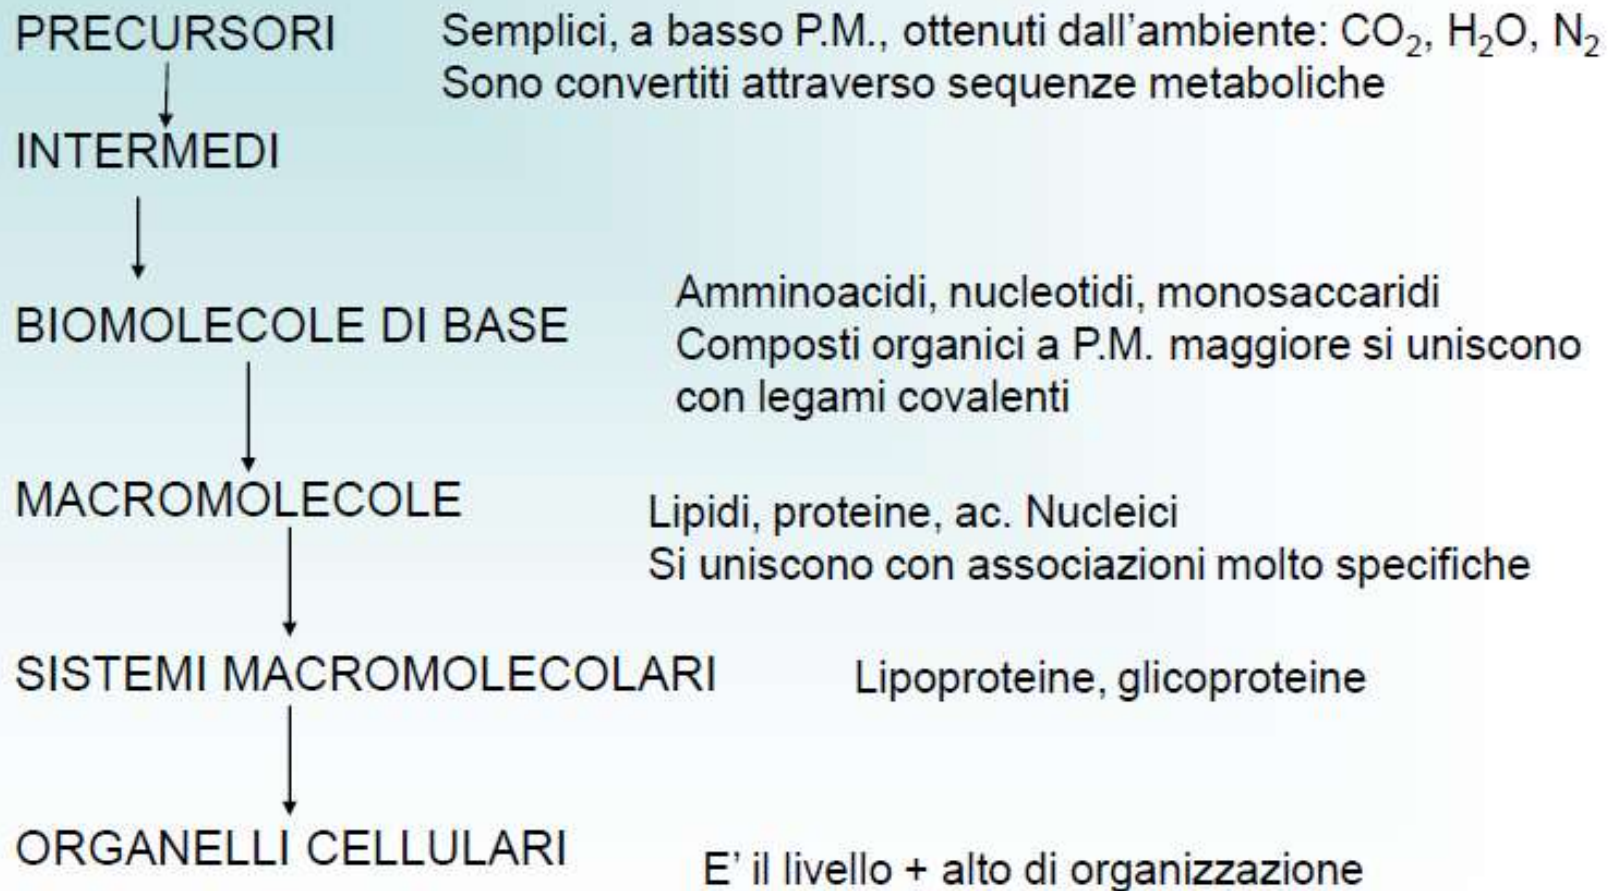 PRECURSORI
Semplici, a basso P.M., ottenuti dall'ambiente: CO₂, H₂O, N₂
Sono convertiti attraverso sequenze metaboliche
INTERMEDI
BIOMOLECOLE DI BASE
Amminoacidi, nucleotidi, monosaccaridi
Composti organici a P.M. maggiore si uniscono
con legami covalenti
MACROMOLECOLE
Lipidi, proteine, ac. Nucleici
Si uniscono con associazioni molto specifiche
SISTEMI MACROMOLECOLARI
Lipoproteine, glicoproteine
ORGANELLI CELLULARI
E' il livello + alto di organizzazione